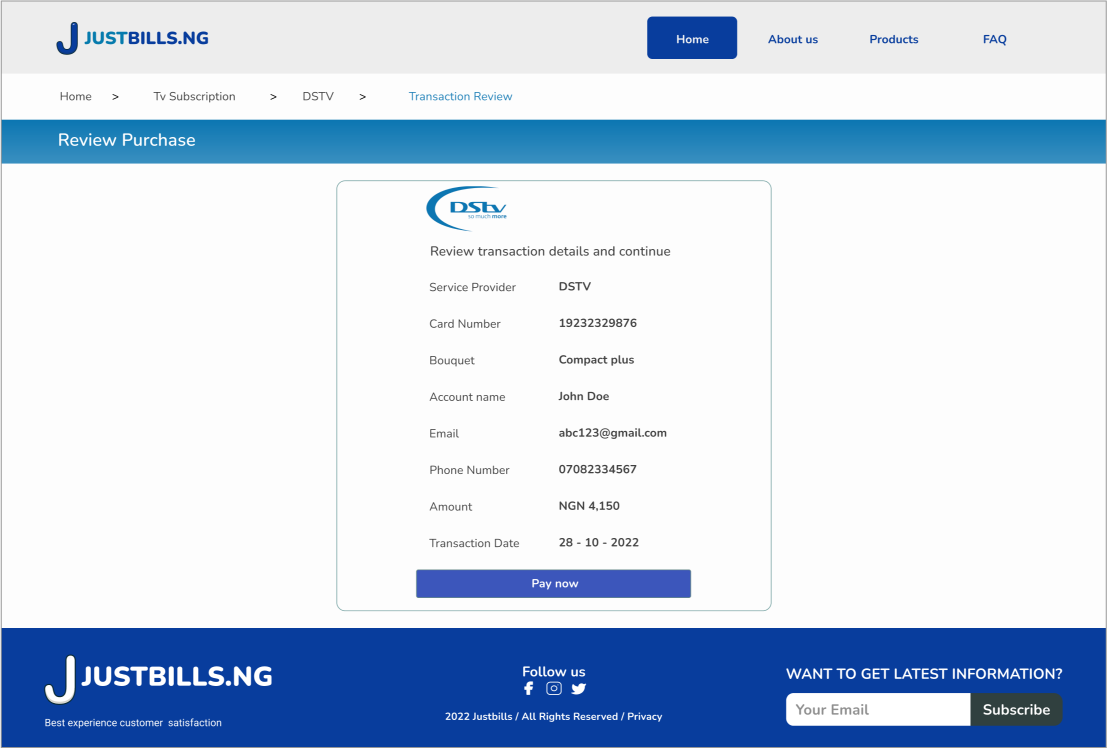 JUSTBILLS.NG
Home About us Products FAQ
Home > Tv Subscription > DSTV > Transaction Review
Review Purchase
DStv
so much more
Review transaction details and continue
Service Provider DSTV
Card Number 19232329876
Bouquet Compact plus
Account name John Doe
Email abc123@gmail.com
Phone Number 07082334567
Amount NGN 4,150
Transaction Date 28 - 10 - 2022
Pay now
JUSTBILLS.NG
Best experience customer satisfaction
Follow us
2022 Justbills / All Rights Reserved / Privacy
WANT TO GET LATEST INFORMATION?
Your Email Subscribe